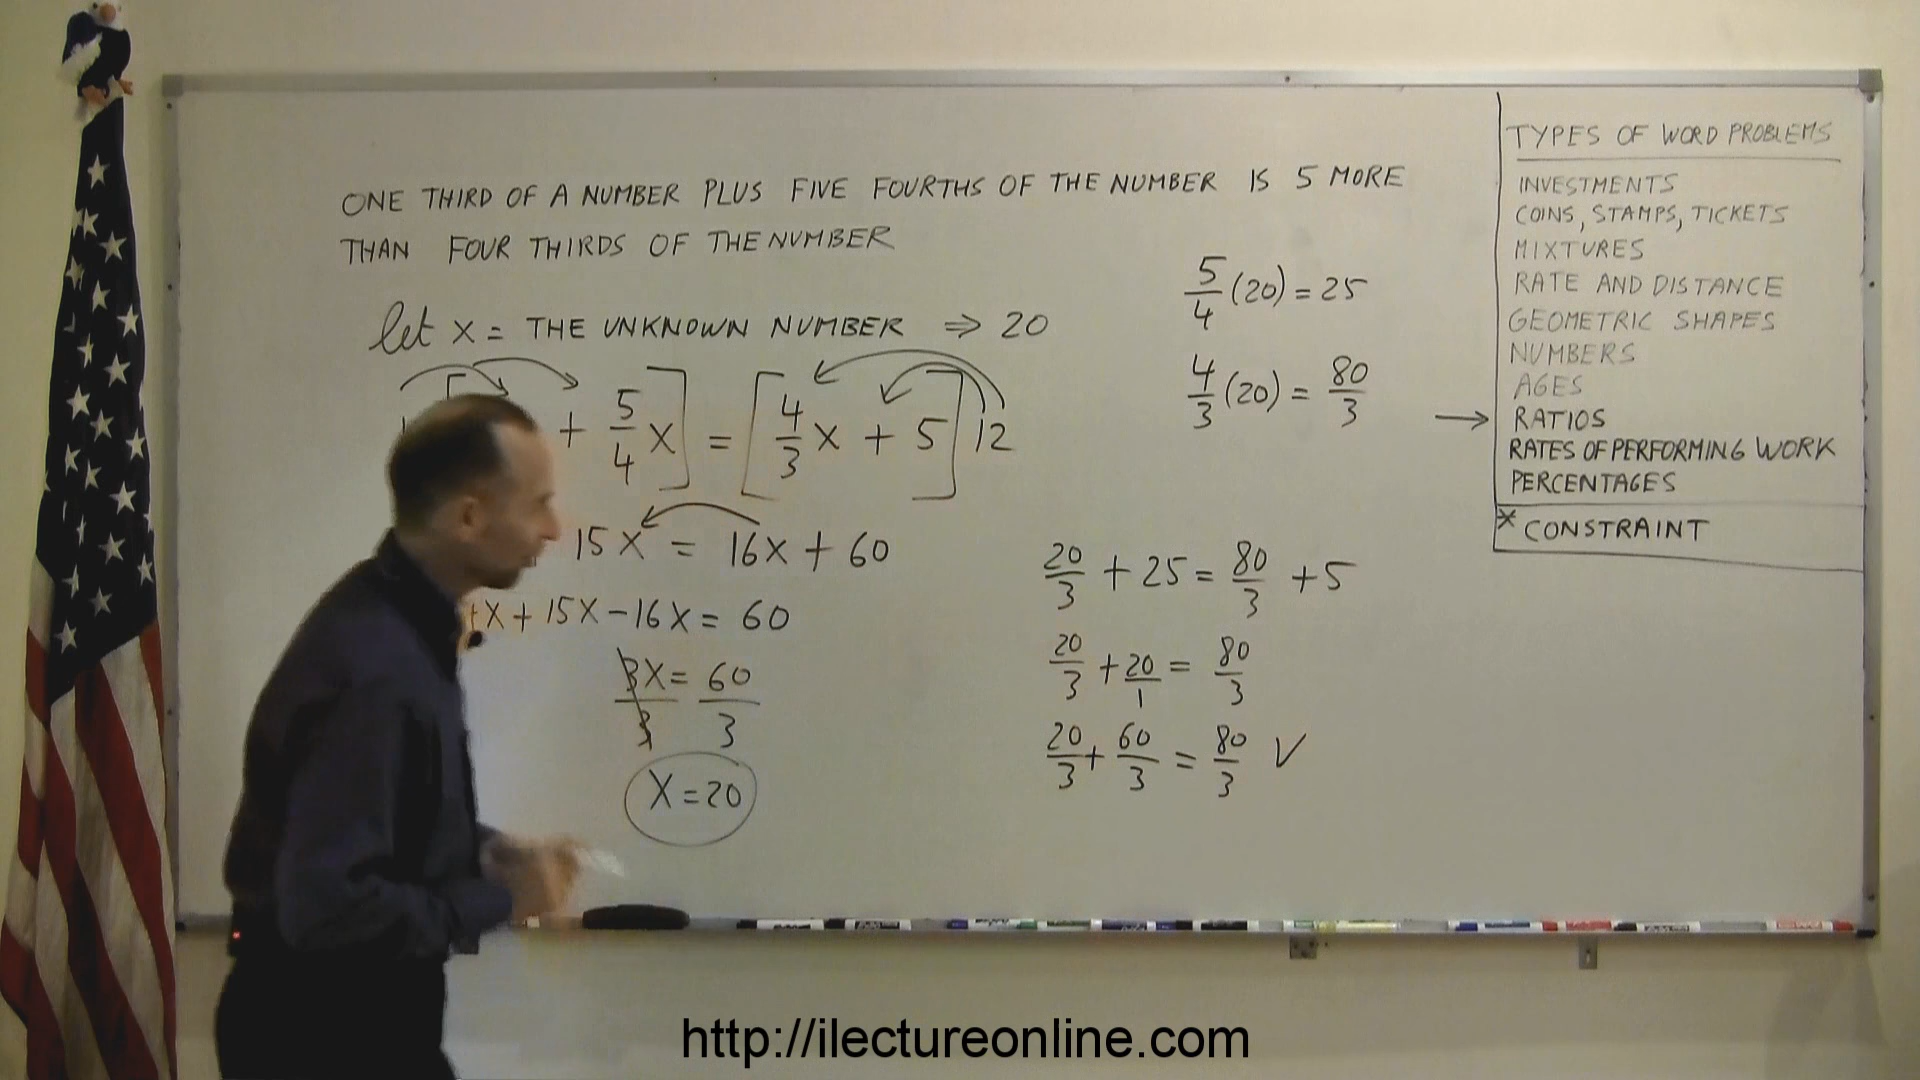 ONE THIRD OF A NUMBER PLUS FIVE FOURTHS OF THE NUMBER IS 5 MORE
THAN FOUR THIRDS OF THE NUMBER
let X = THE UNKNOWN NUMBER ⇒ 20
+ 5/4 X] = [4/3 X + 5] 12
15X = 16X + 60
X + 15X - 16X = 60
3X/3 = 60/3
X = 20
5/4 (20) = 25
4/3 (20) = 80/3
20/3 + 25 = 80/3 + 5
20/3 + 20/1 = 80/3
20/3 + 60/3 = 80/3 ✓
TYPES OF WORD PROBLEMS
INVESTMENTS
COINS, STAMPS, TICKETS
MIXTURES
RATE AND DISTANCE
GEOMETRIC SHAPES
NUMBERS
AGES
→ RATIOS
RATES OF PERFORMING WORK
PERCENTAGES
* CONSTRAINT
http://ilectureonline.com